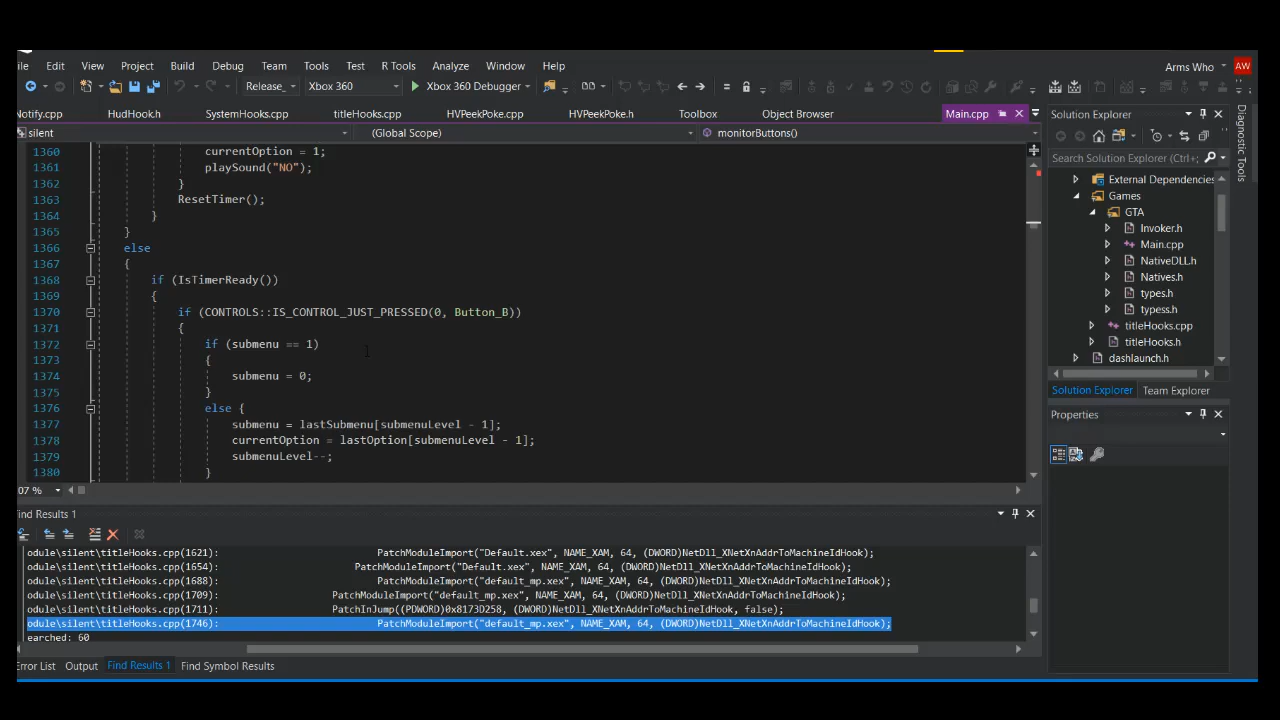 ile Edit View Project Build Debug Team Tools Test R Tools Analyze Window Help Arms Who AW
Release Xbox 360 Xbox 360 Debugger
Notify.cpp HudHook.h SystemHooks.cpp titleHooks.cpp HVPeekPoke.cpp HVPeekPoke.h Toolbox Object Browser Main.cpp
silent (Global Scope) monitorButtons()
1360 currentOption = 1;
1361 playSound("NO");
1362 }
1363 ResetTimer();
1364 }
1365 }
1366 else
1367 {
1368 if (IsTimerReady())
1369 {
1370 if (CONTROLS::IS_CONTROL_JUST_PRESSED(0, Button_B))
1371 {
1372 if (submenu == 1)
1373 {
1374 submenu = 0;
1375 }
1376 else {
1377 submenu = lastSubmenu[submenuLevel - 1];
1378 currentOption = lastOption[submenuLevel - 1];
1379 submenuLevel--;
1380 }
07 %
ind Results 1
odule\silent\titleHooks.cpp(1621): PatchModuleImport("Default.xex", NAME_XAM, 64, (DWORD)NetDll_XNetXnAddrToMachineIdHook);
odule\silent\titleHooks.cpp(1654): PatchModuleImport("Default.xex", NAME_XAM, 64, (DWORD)NetDll_XNetXnAddrToMachineIdHook);
odule\silent\titleHooks.cpp(1688): PatchModuleImport("default_mp.xex", NAME_XAM, 64, (DWORD)NetDll_XNetXnAddrToMachineIdHook);
odule\silent\titleHooks.cpp(1709): PatchModuleImport("default_mp.xex", NAME_XAM, 64, (DWORD)NetDll_XNetXnAddrToMachineIdHook);
odule\silent\titleHooks.cpp(1711): PatchInJump((PDWORD)0x8173D258, (DWORD)NetDll_XNetXnAddrToMachineIdHook, false);
odule\silent\titleHooks.cpp(1746): PatchModuleImport("default_mp.xex", NAME_XAM, 64, (DWORD)NetDll_XNetXnAddrToMachineIdHook);
earched: 60
Error List Output Find Results 1 Find Symbol Results
Solution Explorer
Search Solution Explorer (Ctrl+;
External Dependencies
Games
GTA
Invoker.h
Main.cpp
NativeDLL.h
Natives.h
types.h
typess.h
titleHooks.cpp
titleHooks.h
dashlaunch.h
Solution Explorer Team Explorer
Properties
Diagnostic Tools